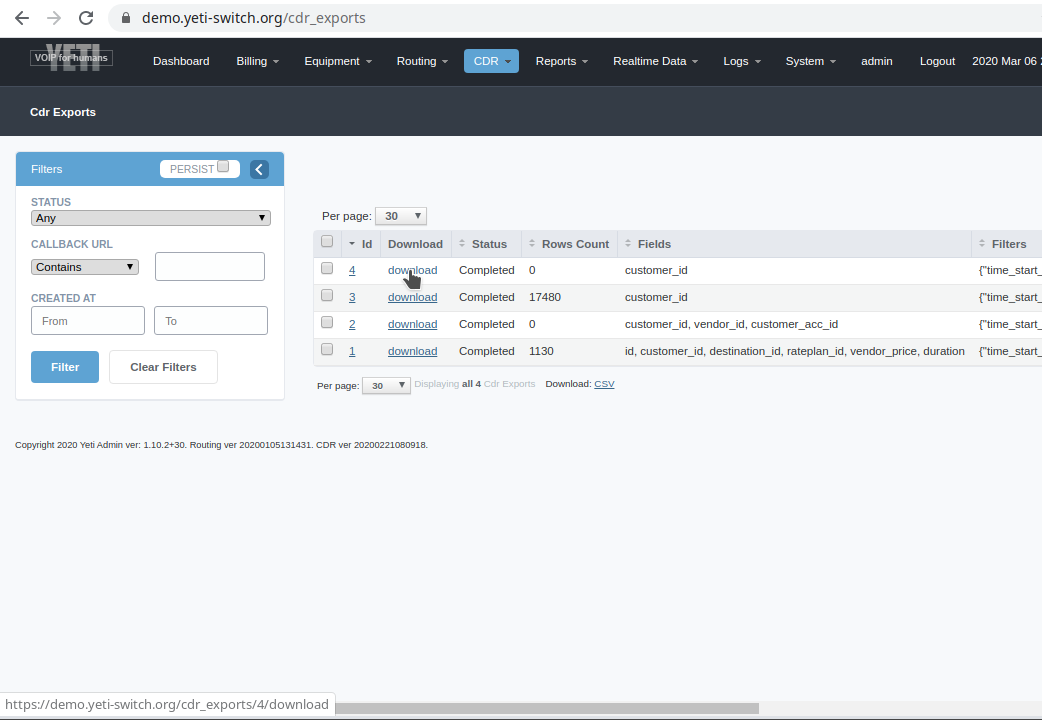 demo.yeti-switch.org/cdr_exports
YETI
VOIP for humans
Dashboard Billing Equipment Routing CDR Reports Realtime Data Logs System admin Logout 2020 Mar 06
Cdr Exports
Filters PERSIST
STATUS
Any
CALLBACK URL
Contains
CREATED AT
From To
Filter Clear Filters
Per page: 30
Id Download Status Rows Count Fields Filters
4 download Completed 0 customer_id {"time_start_
3 download Completed 17480 customer_id {"time_start_
2 download Completed 0 customer_id, vendor_id, customer_acc_id {"time_start_
1 download Completed 1130 id, customer_id, destination_id, rateplan_id, vendor_price, duration {"time_start_
Per page: 30 Displaying all 4 Cdr Exports Download: CSV
Copyright 2020 Yeti Admin ver: 1.10.2+30. Routing ver 20200105131431. CDR ver 20200221080918.
https://demo.yeti-switch.org/cdr_exports/4/download